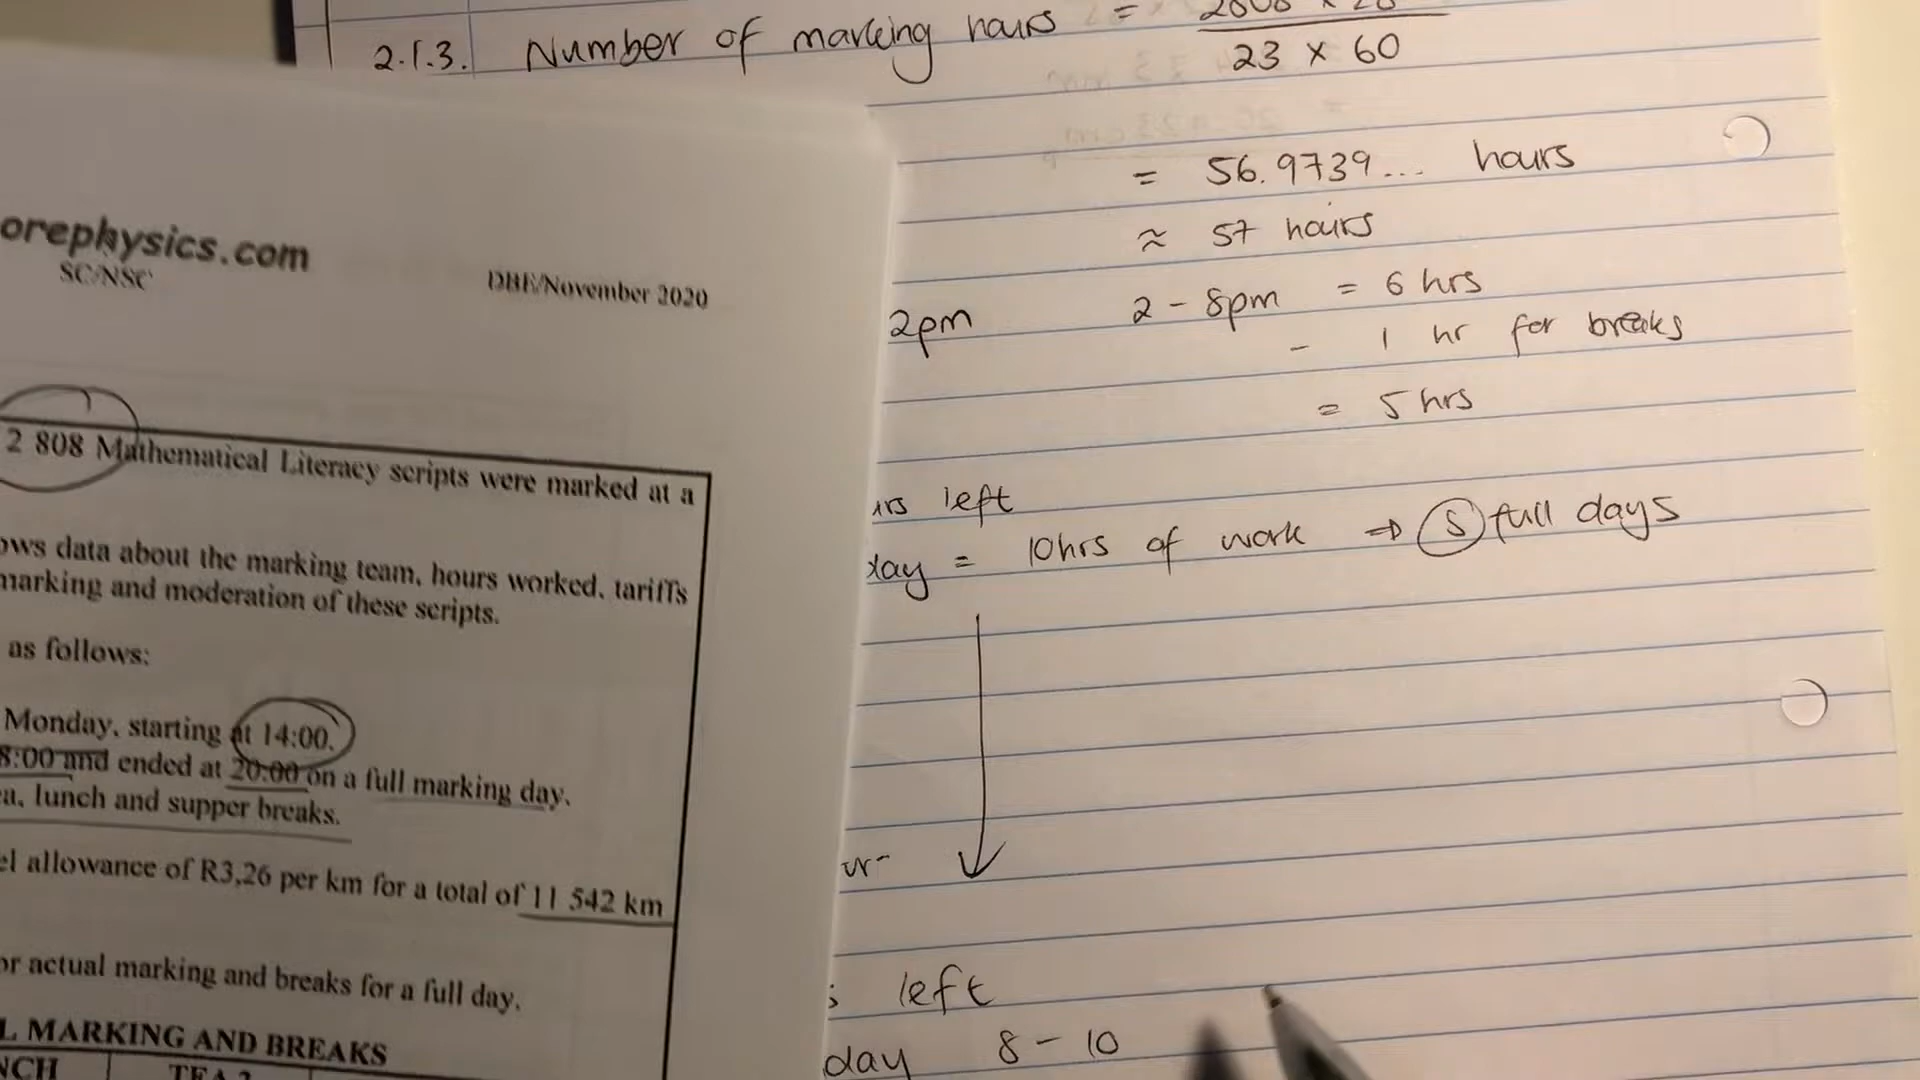 2.1.3. Number of marking hours = 2808 × 28
23 × 60
= 56.9739... hours
≈ 57 hours
2pm 2 - 8pm = 6 hrs
- 1 hr for breaks
= 5 hrs
left
day = 10hrs of work ⇒ 5 full days
left
day 8 - 10
orephysics.com
SC/NSC DBE/November 2020
2 808 Mathematical Literacy scripts were marked at a
ows data about the marking team, hours worked, tariffs
marking and moderation of these scripts.
as follows:
Monday, starting at 14:00.
8:00 and ended at 20:00 on a full marking day.
a, lunch and supper breaks.
el allowance of R3,26 per km for a total of 11 542 km
or actual marking and breaks for a full day.
L MARKING AND BREAKS
NCH TEA 2